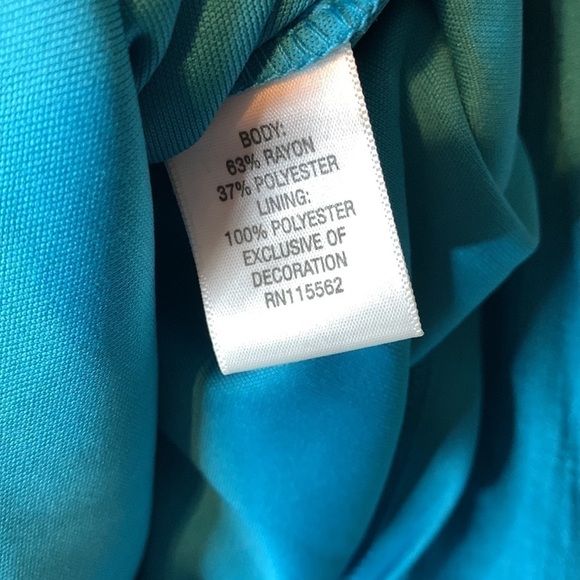 BODY:
63% RAYON
37% POLYESTER
LINING:
100% POLYESTER
EXCLUSIVE OF
DECORATION
RN115562